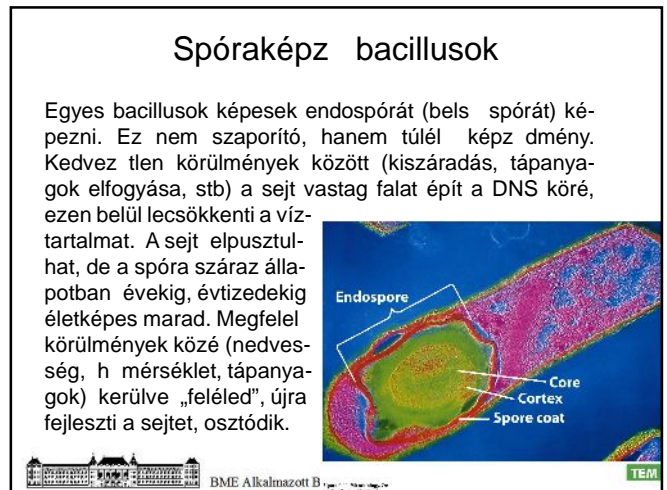 Spóraképz bacillusok
Egyes bacillusok képesek endospórát (bels spórát) ké-
pezni. Ez nem szaporító, hanem túlél képz dmény.
Kedvez tlen körülmények között (kiszáradás, tápanya-
gok elfogyása, stb) a sejt vastag falat épít a DNS köré,
ezen belül lecsökkenti a víz-
tartalmat. A sejt elpusztul-
hat, de a spóra száraz álla-
potban évekig, évtizedekig
életképes marad. Megfelel
körülmények közé (nedves-
ség, h mérséklet, tápanya-
gok) kerülve „feléled”, újra
fejleszti a sejtet, osztódik.
Endospore
Core
Cortex
Spore coat
TEM
BME Alkalmazott B